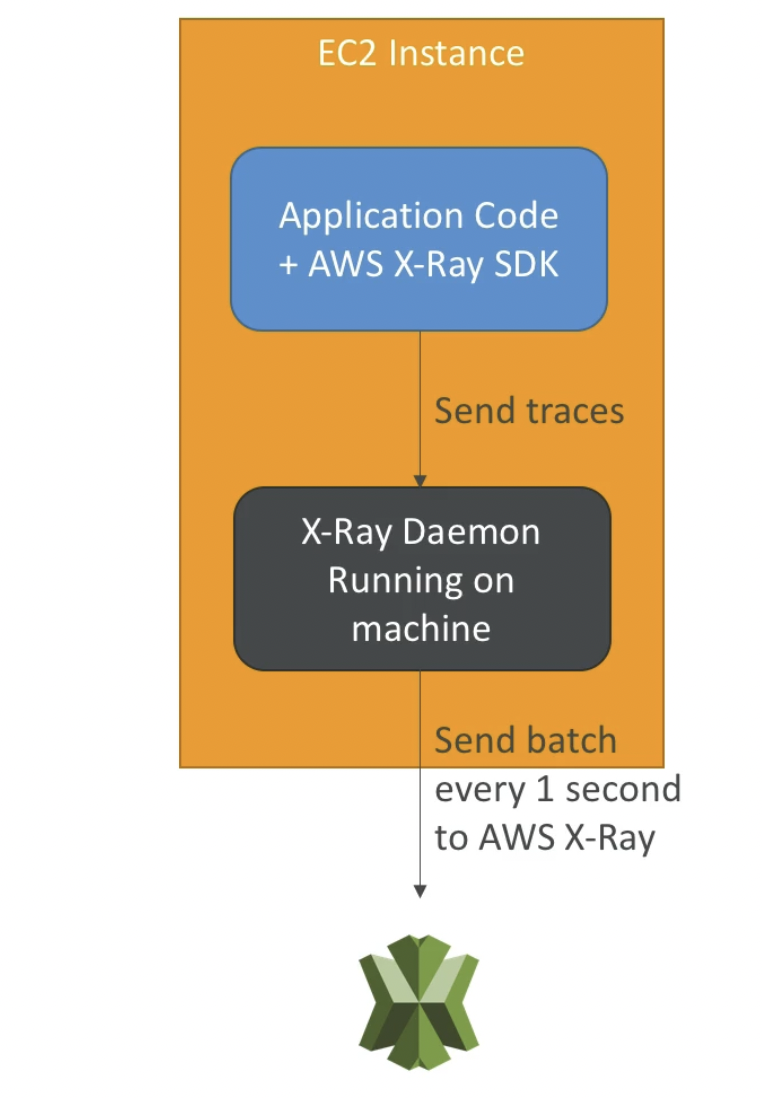 EC2 Instance
Application Code
+ AWS X-Ray SDK
Send traces
X-Ray Daemon
Running on
machine
Send batch
every 1 second
to AWS X-Ray